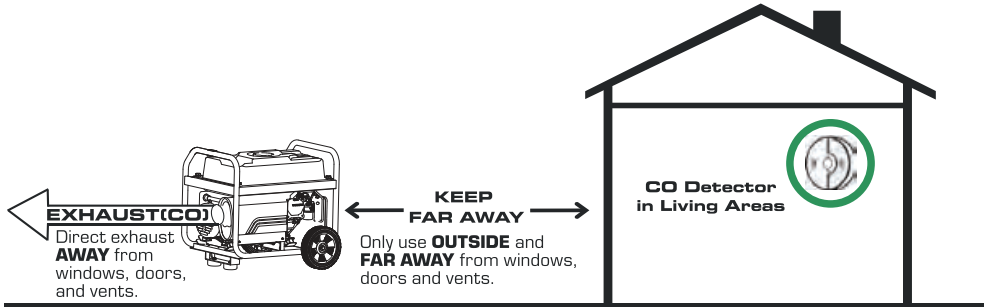 EXHAUST(CO)
Direct exhaust
AWAY from
windows, doors,
and vents.
KEEP
FAR AWAY
Only use OUTSIDE and
FAR AWAY from windows,
doors and vents.
CO Detector
in Living Areas